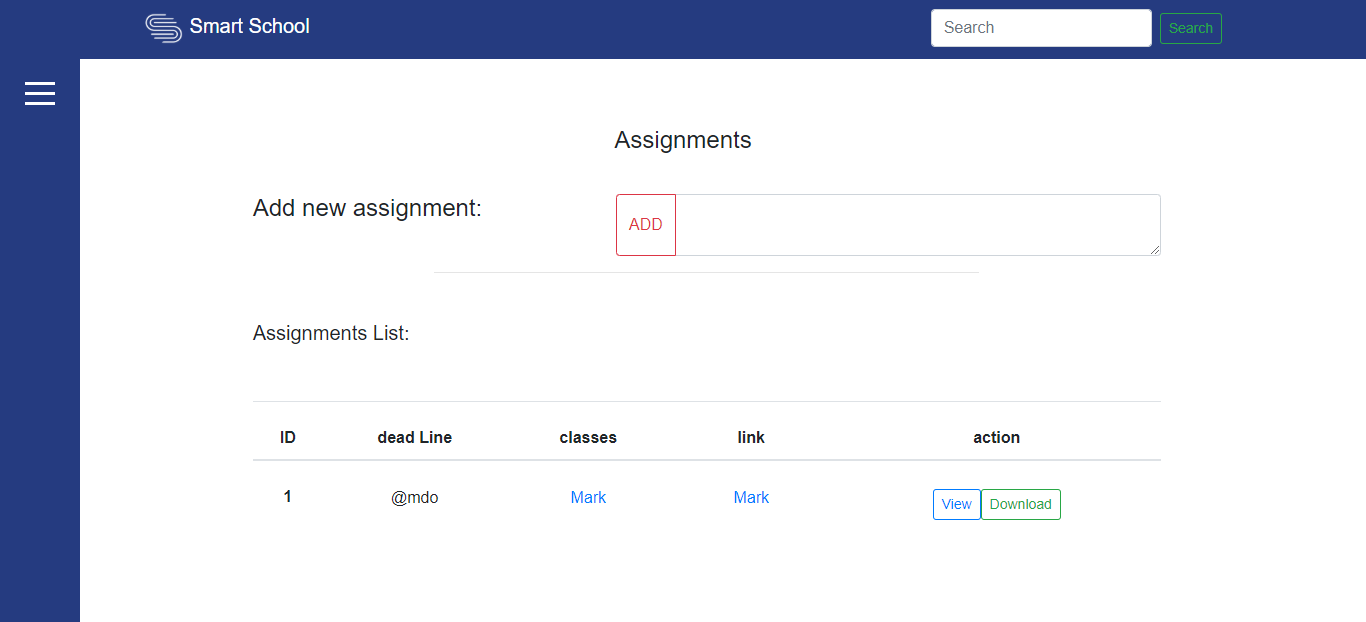 Smart School
Search
Search
Assignments
Add new assignment:
ADD
Assignments List:
ID dead Line classes link action
1 @mdo Mark Mark View Download